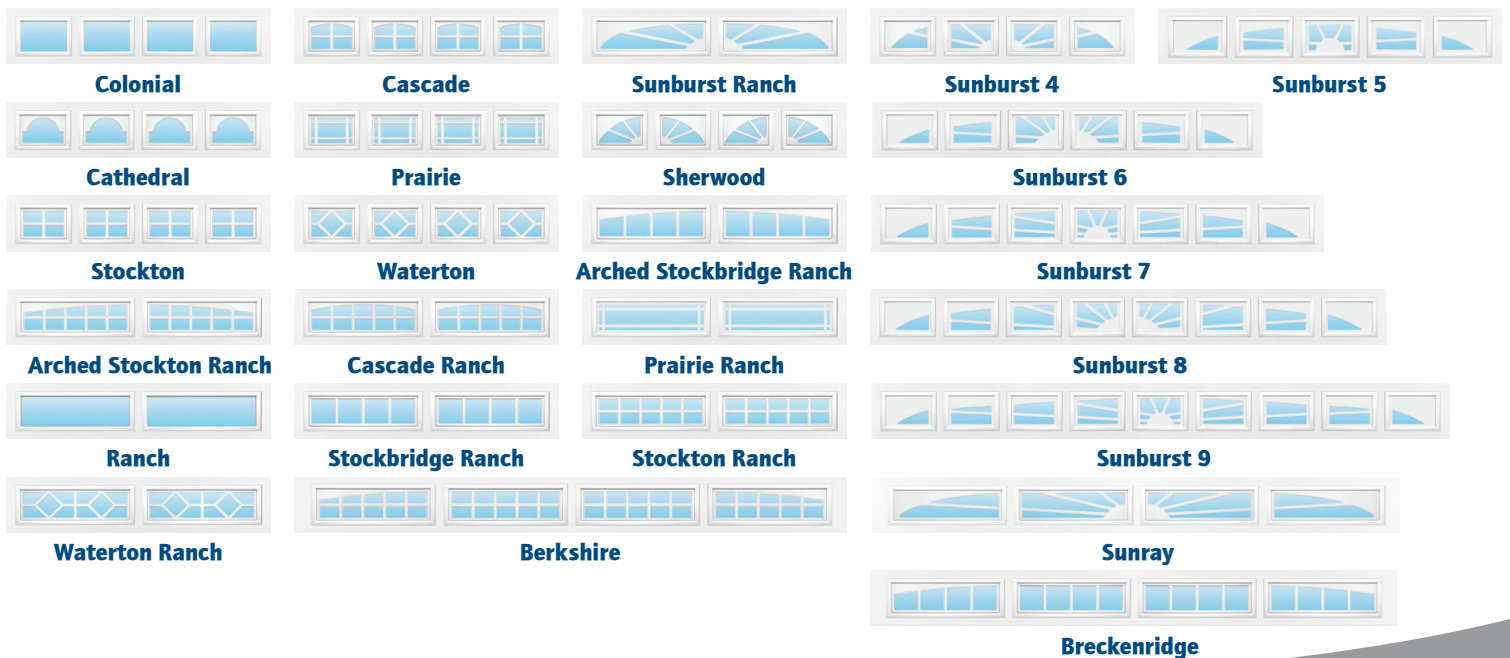 Colonial
Cascade
Sunburst Ranch
Sunburst 4
Sunburst 5
Cathedral
Prairie
Sherwood
Sunburst 6
Stockton
Waterton
Arched Stockbridge Ranch
Sunburst 7
Arched Stockton Ranch
Cascade Ranch
Prairie Ranch
Sunburst 8
Ranch
Stockbridge Ranch
Stockton Ranch
Sunburst 9
Waterton Ranch
Berkshire
Sunray
Breckenridge